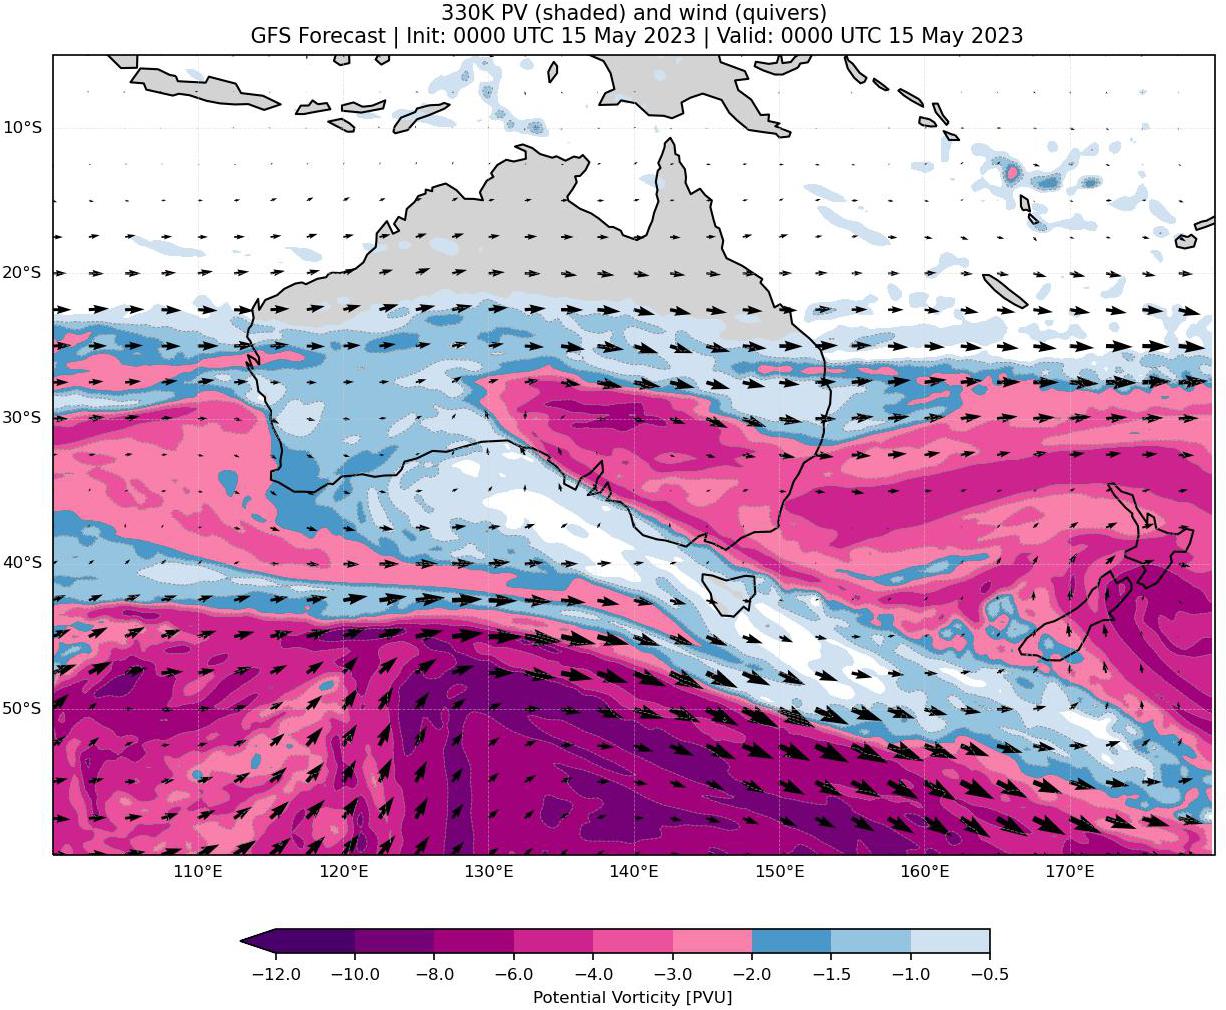 330K PV (shaded) and wind (quivers)
GFS Forecast | Init: 0000 UTC 15 May 2023 | Valid: 0000 UTC 15 May 2023
10°S
20°S
30°S
40°S
50°S
110°E 120°E 130°E 140°E 150°E 160°E 170°E
−12.0 −10.0 −8.0 −6.0 −4.0 −3.0 −2.0 −1.5 −1.0 −0.5
Potential Vorticity [PVU]